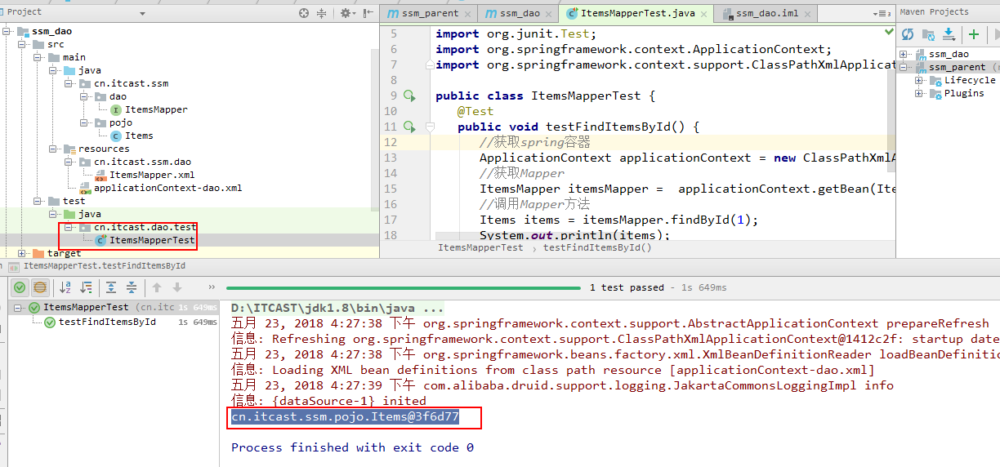 Project
ssm_dao
src
main
java
cn.itcast.ssm
dao
ItemsMapper
pojo
Items
resources
cn.itcast.ssm.dao
ItemsMapper.xml
applicationContext-dao.xml
test
java
cn.itcast.dao.test
ItemsMapperTest
target
ssm_parent
ssm_dao
ItemsMapperTest.java
ssm_dao.iml
5 import org.junit.Test;
6 import org.springframework.context.ApplicationContext;
7 import org.springframework.context.support.ClassPathXmlApplicat
8
9 public class ItemsMapperTest {
10 @Test
11 public void testFindItemsById() {
12 //获取spring容器
13 ApplicationContext applicationContext = new ClassPathXmlA
14 //获取Mapper
15 ItemsMapper itemsMapper = applicationContext.getBean(Ite
16 //调用Mapper方法
17 Items items = itemsMapper.findById(1);
18 System.out.println(items);
ItemsMapperTest > testFindItemsById()
Maven Projects
ssm_dao
ssm_parent (r
Lifecycle
Plugins
ItemsMapperTest.testFindItemsById
1 test passed - 1s 649ms
ItemsMapperTest (cn.itc 1s 649ms
testFindItemsById 1s 649ms
D:\ITCAST\jdk1.8\bin\java ...
五月 23, 2018 4:27:38 下午 org.springframework.context.support.AbstractApplicationContext prepareRefresh
信息: Refreshing org.springframework.context.support.ClassPathXmlApplicationContext@1412c2f: startup date
五月 23, 2018 4:27:38 下午 org.springframework.beans.factory.xml.XmlBeanDefinitionReader loadBeanDefinitio
信息: Loading XML bean definitions from class path resource [applicationContext-dao.xml]
五月 23, 2018 4:27:39 下午 com.alibaba.druid.support.logging.JakartaCommonsLoggingImpl info
信息: {dataSource-1} inited
cn.itcast.ssm.pojo.Items@3f6d77
Process finished with exit code 0